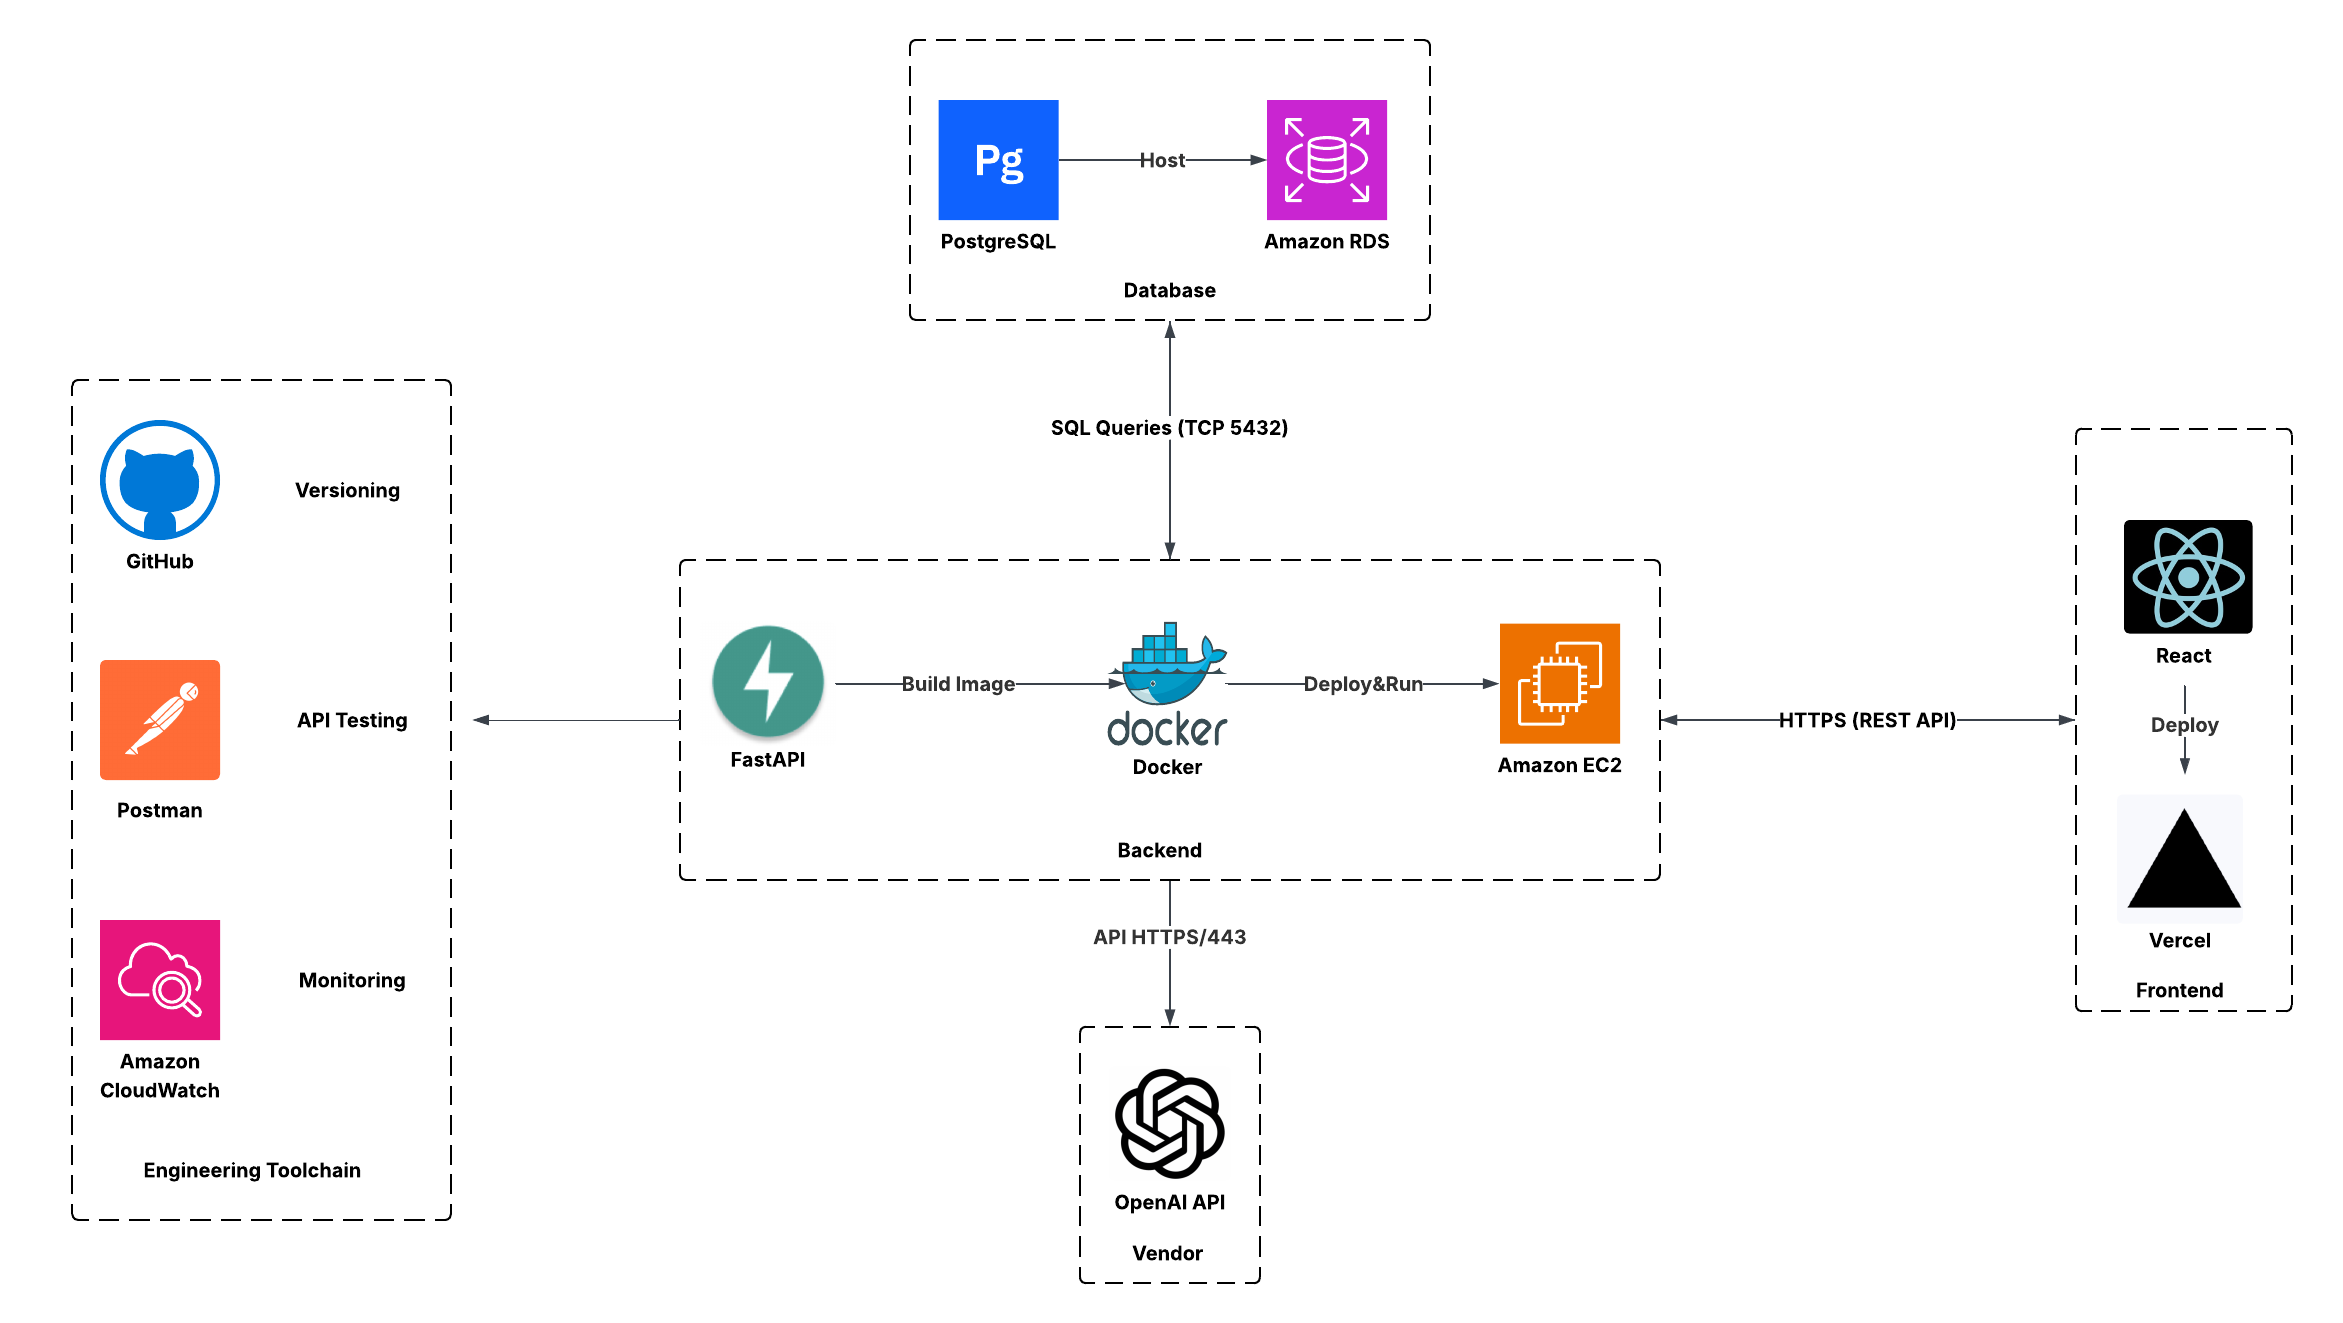 Pg
Host
PostgreSQL
Amazon RDS
Database
SQL Queries (TCP 5432)
Versioning
GitHub
API Testing
Postman
Monitoring
Amazon
CloudWatch
Engineering Toolchain
Build Image
docker
Deploy&Run
FastAPI
Docker
Amazon EC2
Backend
HTTPS (REST API)
React
Deploy
Vercel
Frontend
API HTTPS/443
OpenAI API
Vendor